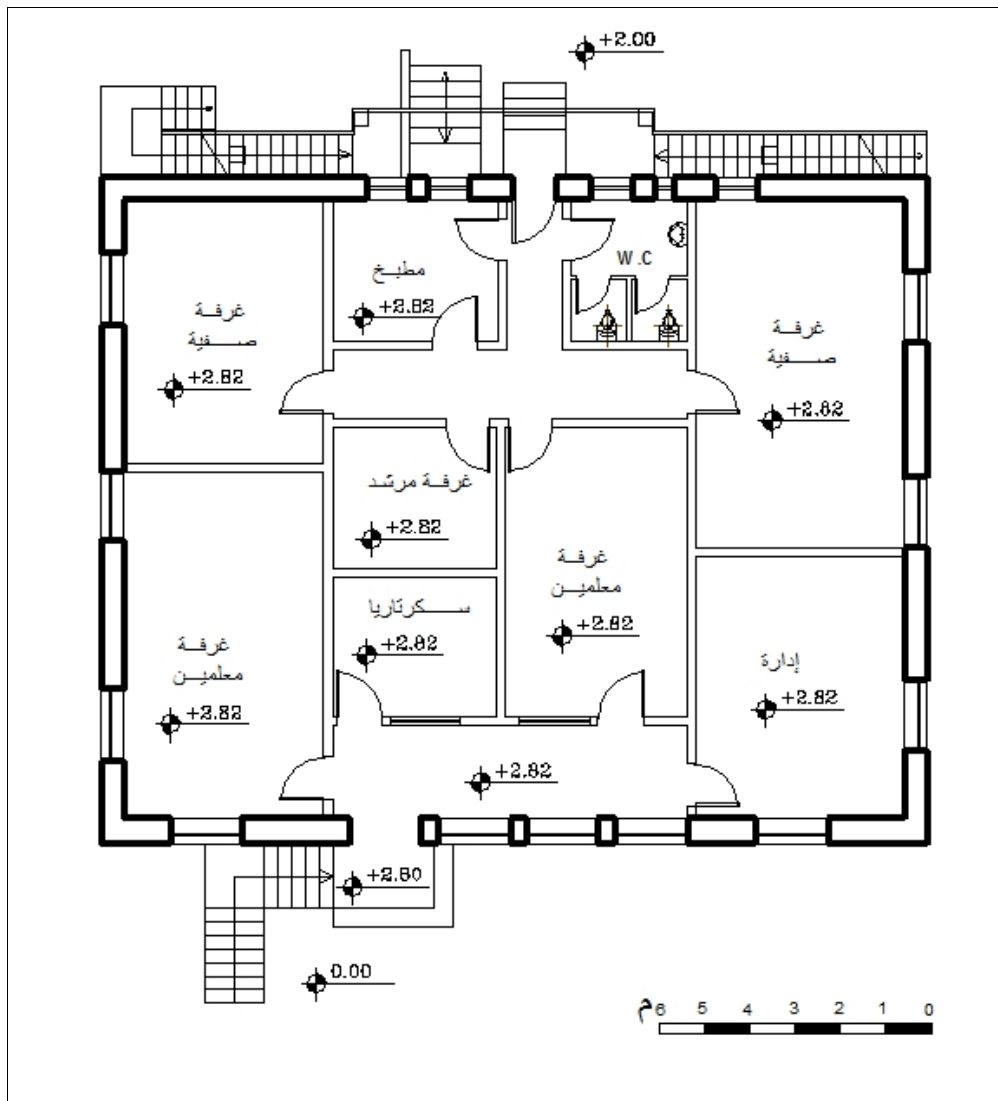 +2.00
W.C
مطبخ
+2.82
غرفة
صفية
+2.82
غرفة
صفية
+2.82
غرفة مرشد
+2.82
غرفة
معلمين
+2.82
سكرتاريا
+2.82
غرفة
معلمين
+2.82
إدارة
+2.82
+2.82
+2.80
0.00
م 6 5 4 3 2 1 0